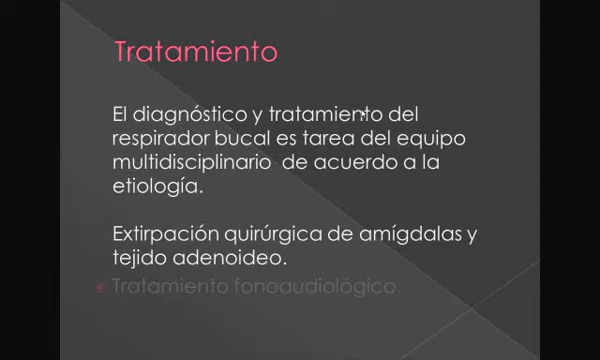 Tratamiento
El diagnóstico y tratamiento del
respirador bucal es tarea del equipo
multidisciplinario de acuerdo a la
etiología.
Extirpación quirúrgica de amígdalas y
tejido adenoideo.
Tratamiento fonoaudiológico.